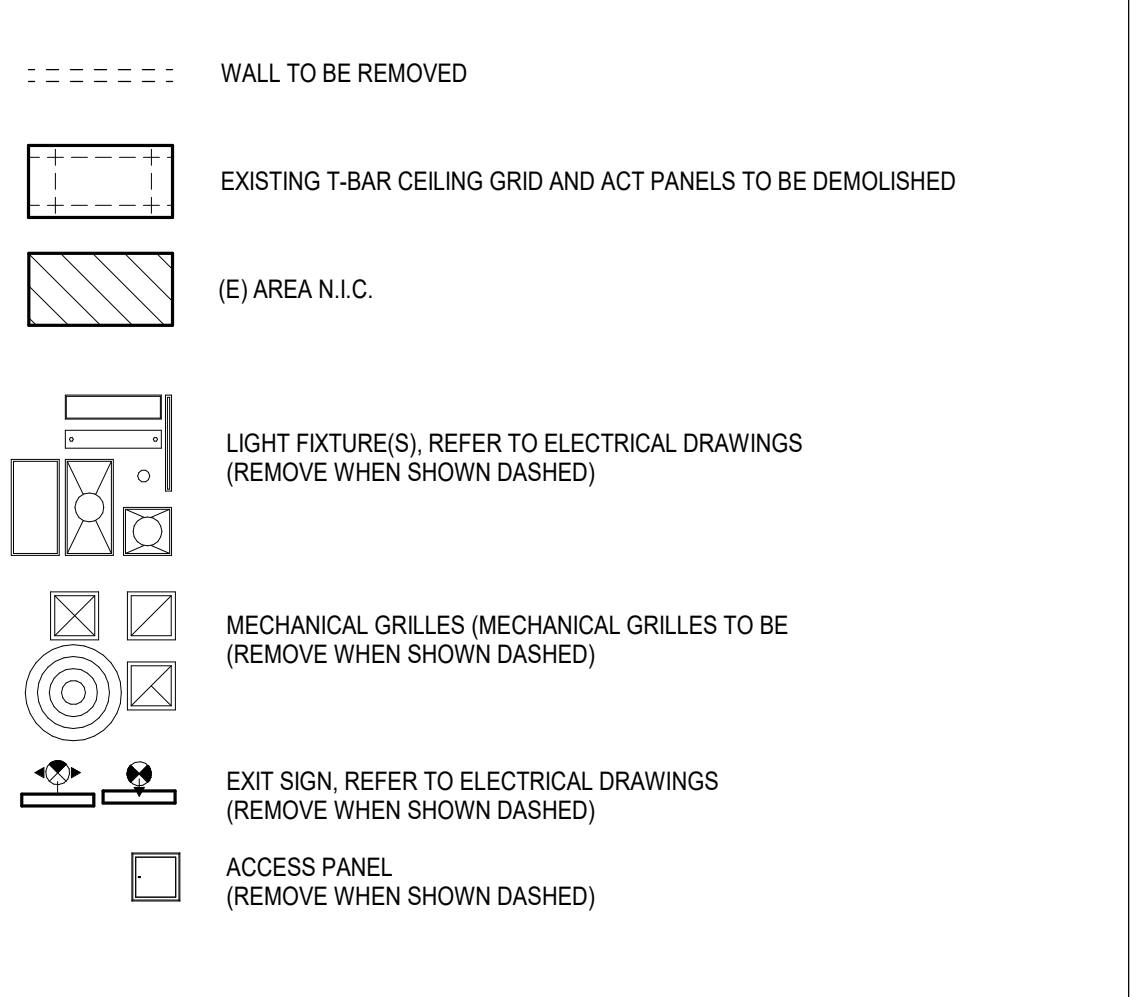 WALL TO BE REMOVED
EXISTING T-BAR CEILING GRID AND ACT PANELS TO BE DEMOLISHED
(E) AREA N.I.C.
LIGHT FIXTURE(S), REFER TO ELECTRICAL DRAWINGS
(REMOVE WHEN SHOWN DASHED)
MECHANICAL GRILLES (MECHANICAL GRILLES TO BE
(REMOVE WHEN SHOWN DASHED)
EXIT SIGN, REFER TO ELECTRICAL DRAWINGS
(REMOVE WHEN SHOWN DASHED)
ACCESS PANEL
(REMOVE WHEN SHOWN DASHED)